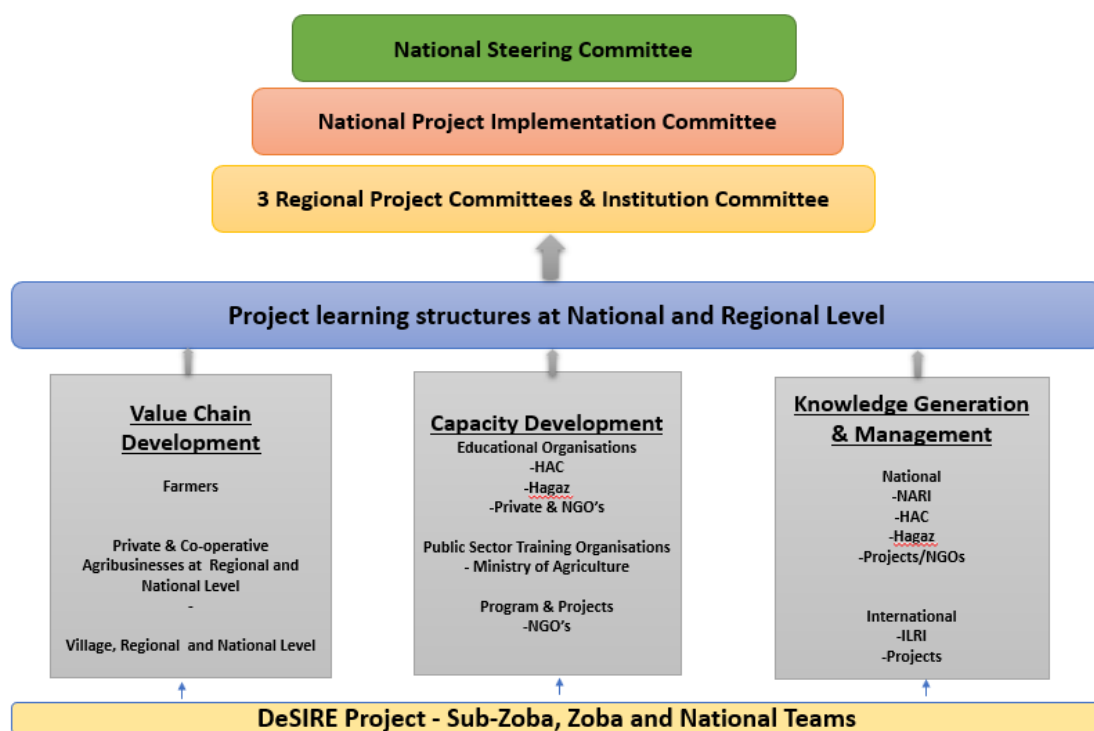 National Steering Committee
National Project Implementation Committee
3 Regional Project Committees & Institution Committee
Project learning structures at National and Regional Level
Value Chain
Development
Farmers
Private & Co-operative
Agribusinesses at Regional and
National Level
-
Village, Regional and National Level
Capacity Development
Educational Organisations
-HAC
-Hagaz
-Private & NGO's
Public Sector Training Organisations
- Ministry of Agriculture
Program & Projects
-NGO's
Knowledge Generation
& Management
National
-NARI
-HAC
-Hagaz
-Projects/NGOs
International
-ILRI
-Projects
DeSIRE Project - Sub-Zoba, Zoba and National Teams